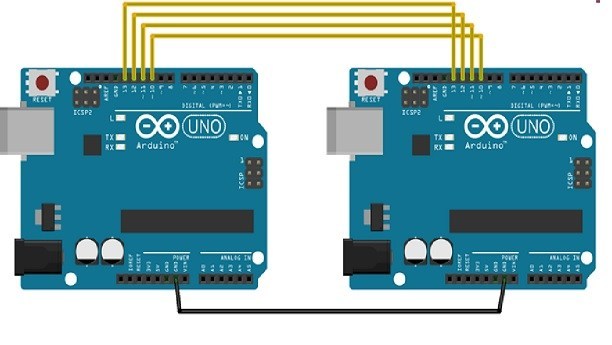 RESET
RESET
ICSP2
ICSP2
AREF
GND
13
12
11
10
9
8
7
6
5
4
3
2
TX▸1
RX◂0
AREF
GND
13
12
11
10
9
8
7
6
5
4
3
2
TX▸1
RX◂0
DIGITAL (PWM~)
DIGITAL (PWM~)
L
TX
RX
UNO
Arduino™
ON
ICSP
1
L
TX
RX
UNO
Arduino™
ON
ICSP
1
POWER
ANALOG IN
POWER
ANALOG IN
IOREF
RESET
3V3
5V
GND
GND
VIN
A0
A1
A2
A3
A4
A5
IOREF
RESET
3V3
5V
GND
GND
VIN
A0
A1
A2
A3
A4
A5